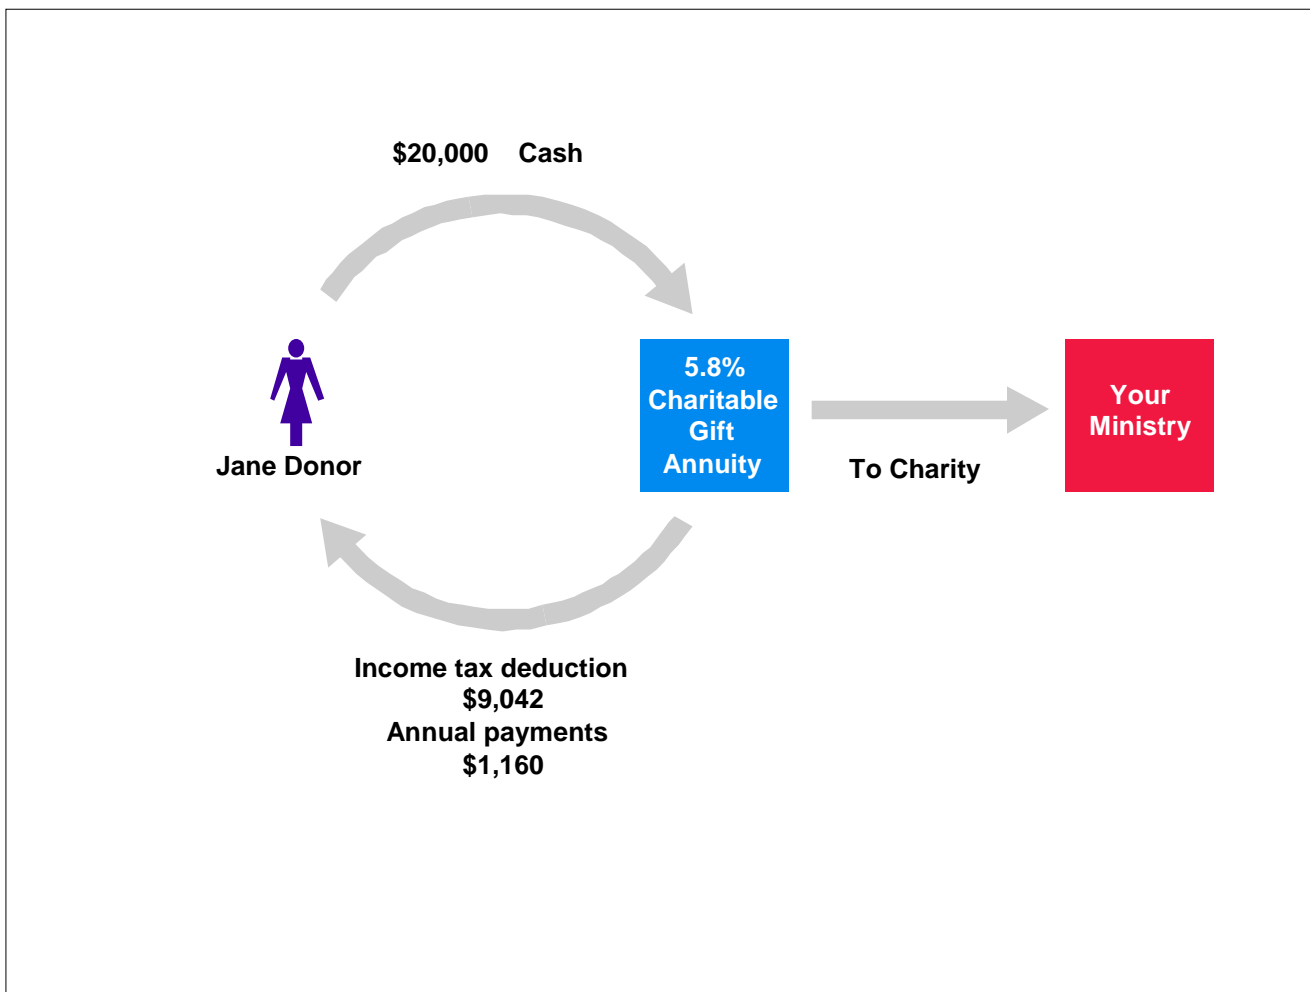 $20,000 Cash
5.8%
Charitable
Gift
Annuity
Your
Ministry
Jane Donor
To Charity
Income tax deduction
$9,042
Annual payments
$1,160